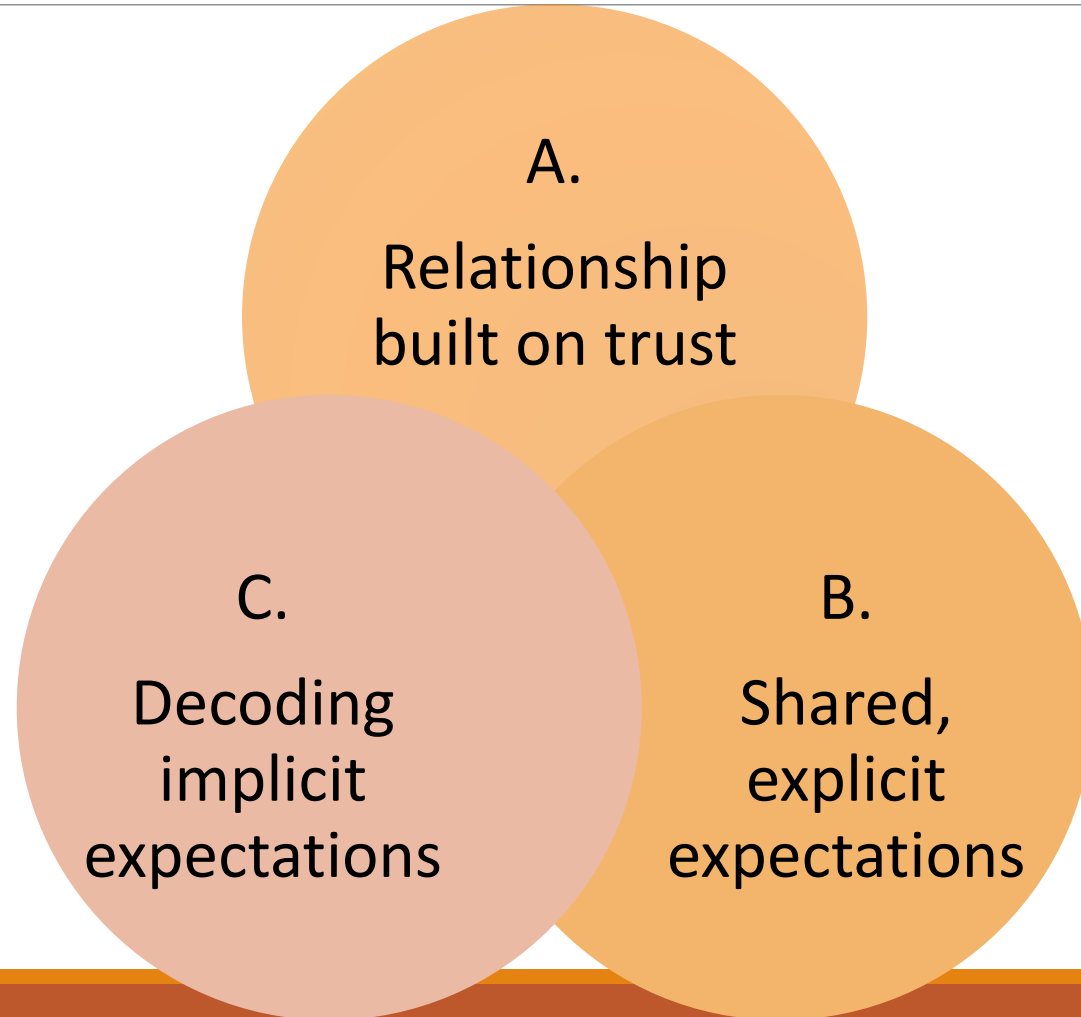 A.
Relationship
built on trust
C.
Decoding
implicit
expectations
B.
Shared,
explicit
expectations